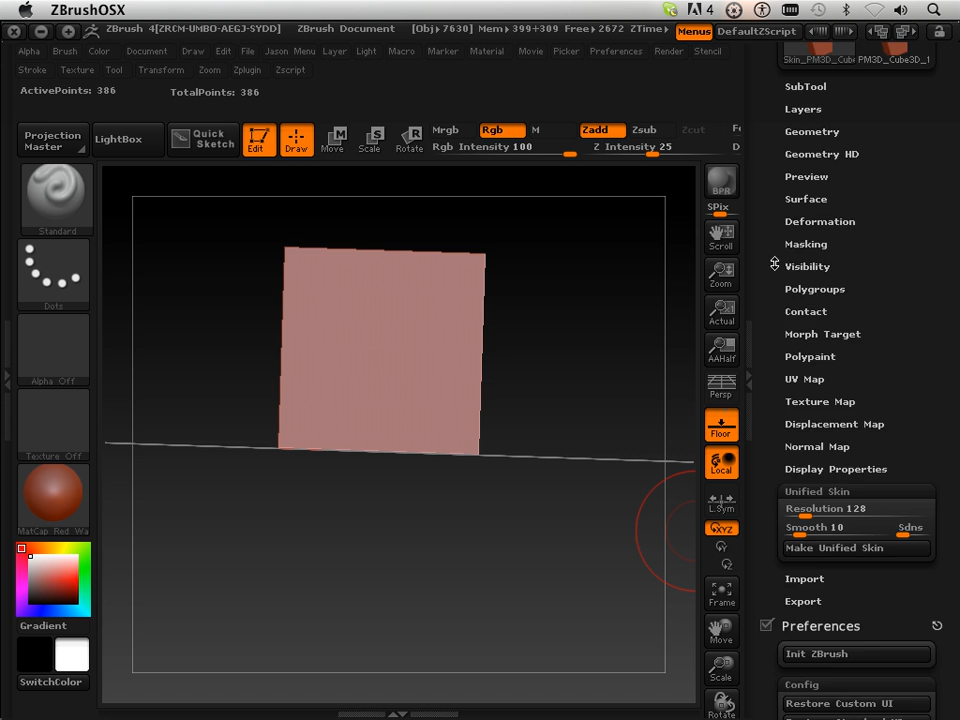 ZBrushOSX
4
ZBrush 4[ZRCM-UMBO-AEGJ-SYDD]
ZBrush Document
[Obj> 7630] Mem>399+309 Free>2672 ZTime>
Menus
DefaultZScript
Alpha Brush Color Document Draw Edit File Jason Menu Layer Light Macro Marker Material Movie Picker Preferences Render Stencil
Stroke Texture Tool Transform Zoom Zplugin Zscript
ActivePoints: 386
TotalPoints: 386
Projection
Master
LightBox
Quick
Sketch
Edit
Draw
Move
Scale
Rotate
Mrgb Rgb M
Rgb Intensity 100
Zadd Zsub Zcut
Z Intensity 25
Standard
Dots
Alpha Off
Texture Off
MatCap Red Wa
Gradient
SwitchColor
BPR
SPix
Scroll
Zoom
Actual
AAHalf
Persp
Floor
Local
L.Sym
XYZ
Y
Z
Frame
Move
Scale
Rotate
Skin_PM3D_Cube PM3D_Cube3D_1
SubTool
Layers
Geometry
Geometry HD
Preview
Surface
Deformation
Masking
Visibility
Polygroups
Contact
Morph Target
Polypaint
UV Map
Texture Map
Displacement Map
Normal Map
Display Properties
Unified Skin
Resolution 128
Smooth 10
Sdns
Make Unified Skin
Import
Export
Preferences
Init ZBrush
Config
Restore Custom UI